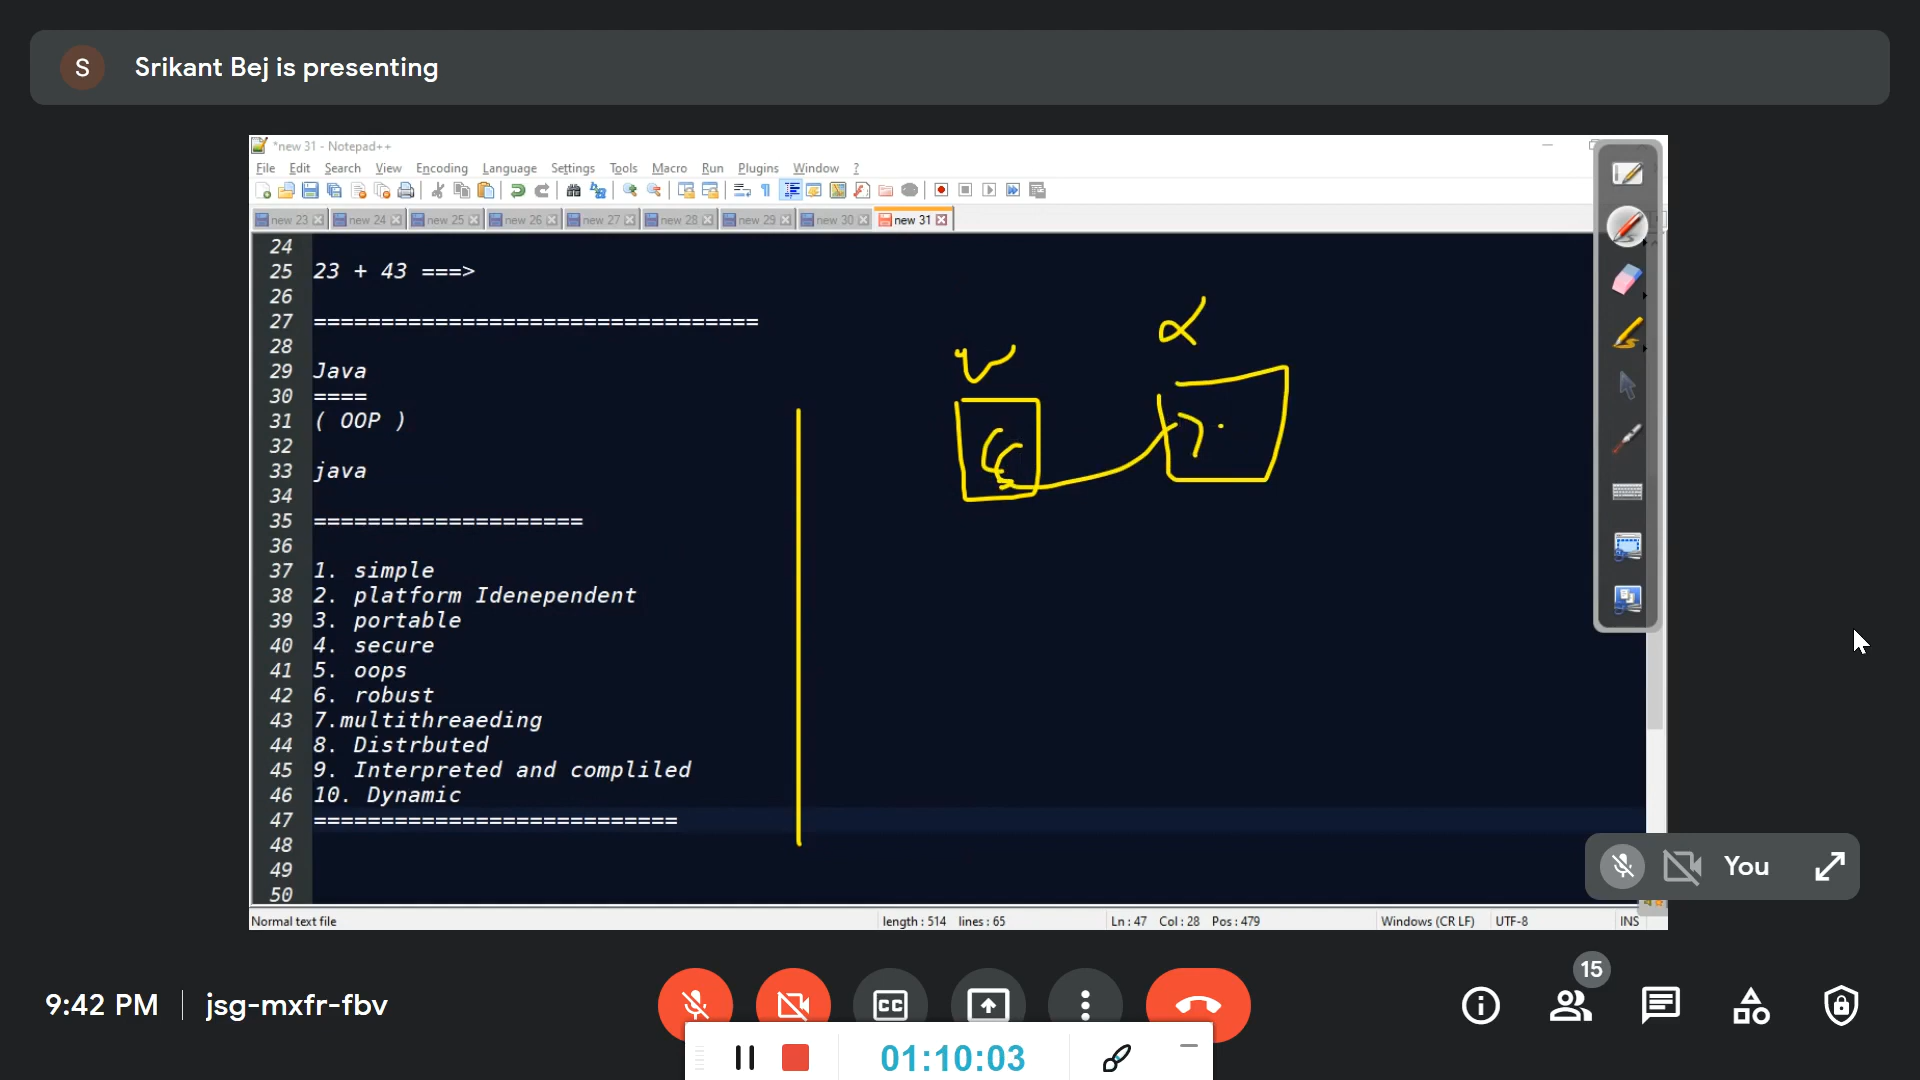 S Srikant Bej is presenting
*new 31 - Notepad++
File Edit Search View Encoding Language Settings Tools Macro Run Plugins Window ?
new 23 new 24 new 25 new 26 new 27 new 28 new 29 new 30 new 31
24
25 23 + 43 ===>
26
27 =================================
28
29 Java
30 ====
31 ( OOP )
32
33 java
34
35 ====================
36
37 1. simple
38 2. platform Idenependent
39 3. portable
40 4. secure
41 5. oops
42 6. robust
43 7.multithreaeding
44 8. Distrbuted
45 9. Interpreted and compliled
46 10. Dynamic
47 ===========================
48
49
50
You
Normal text file length : 514 lines : 65 Ln : 47 Col : 28 Pos : 479 Windows (CR LF) UTF-8 INS
9:42 PM jsg-mxfr-fbv
CC
15
01:10:03